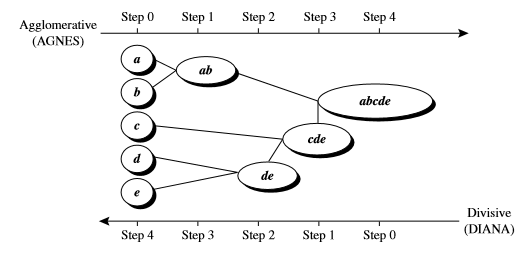 Agglomerative
(AGNES)
Step 0 Step 1 Step 2 Step 3 Step 4
a
b
ab
c
d
e
de
cde
abcde
Step 4 Step 3 Step 2 Step 1 Step 0
Divisive
(DIANA)